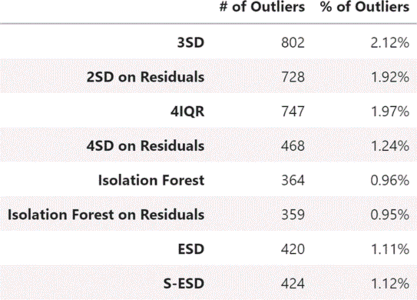 # of Outliers % of Outliers
3SD 802 2.12%
2SD on Residuals 728 1.92%
4IQR 747 1.97%
4SD on Residuals 468 1.24%
Isolation Forest 364 0.96%
Isolation Forest on Residuals 359 0.95%
ESD 420 1.11%
S-ESD 424 1.12%